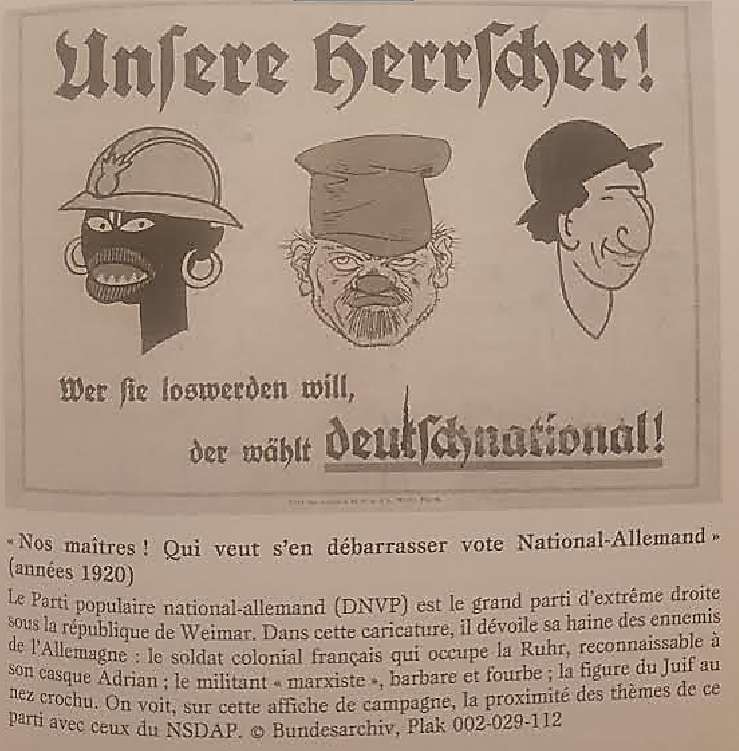 Unsere Herrscher!
Wer sie loswerden will,
der wählt deutschnational!
« Nos maîtres ! Qui veut s'en débarrasser vote National-Allemand »
(années 1920)
Le Parti populaire national-allemand (DNVP) est le grand parti d'extrême droite
sous la république de Weimar. Dans cette caricature, il dévoile sa haine des ennemis
de l'Allemagne : le soldat colonial français qui occupe la Ruhr, reconnaissable à
son casque Adrian ; le militant « marxiste », barbare et fourbe ; la figure du Juif au
nez crochu. On voit, sur cette affiche de campagne, la proximité des thèmes de ce
parti avec ceux du NSDAP. © Bundesarchiv, Plak 002-029-112